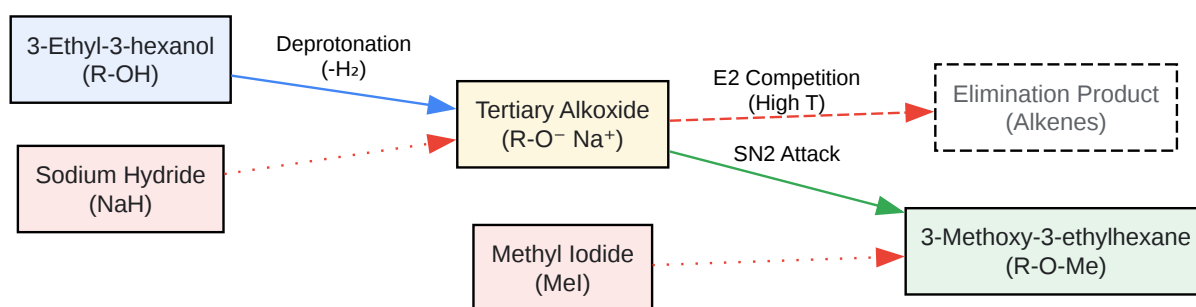 3-Ethyl-3-hexanol
(R-OH)
Deprotonation
(-H₂)
Sodium Hydride
(NaH)
Tertiary Alkoxide
(R-O⁻ Na⁺)
E2 Competition
(High T)
Elimination Product
(Alkenes)
SN2 Attack
Methyl Iodide
(MeI)
3-Methoxy-3-ethylhexane
(R-O-Me)